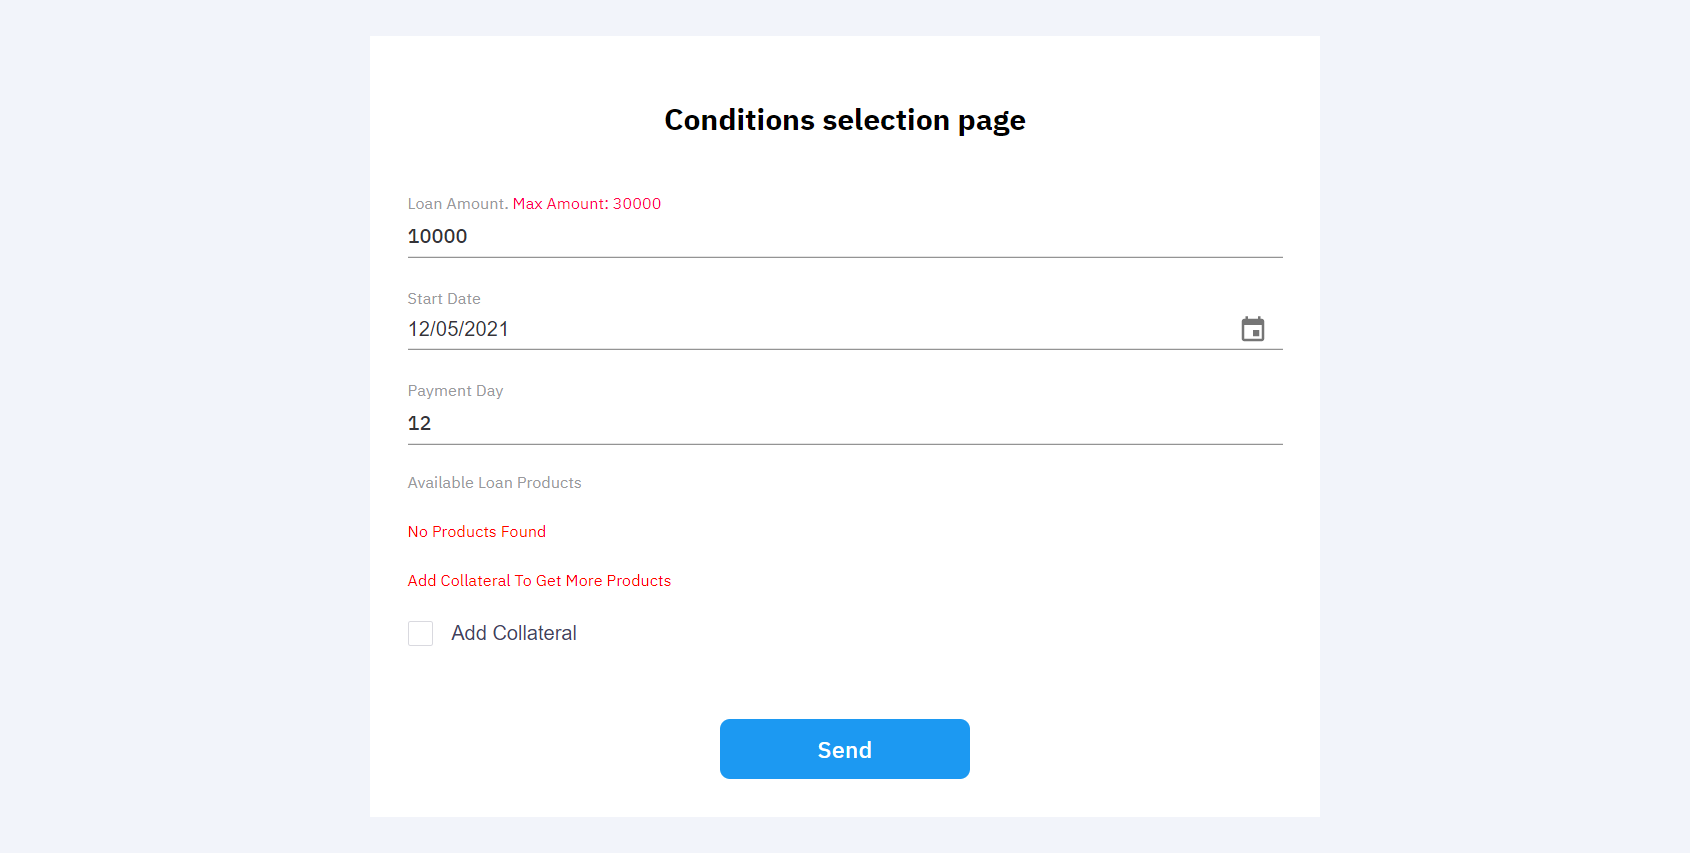 Conditions selection page
Loan Amount. Max Amount: 30000
10000
Start Date
12/05/2021
Payment Day
12
Available Loan Products
No Products Found
Add Collateral To Get More Products
Add Collateral
Send